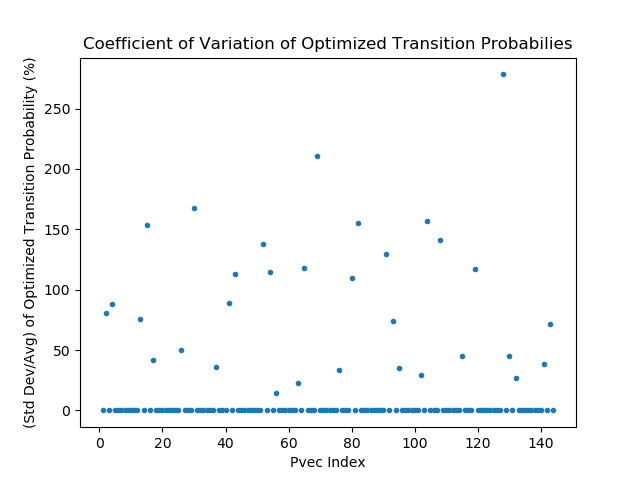 Coefficient of Variation of Optimized Transition Probabilies
(Std Dev/Avg) of Optimized Transition Probability (%)
250
200
150
100
50
0
0 20 40 60 80 100 120 140
Pvec Index